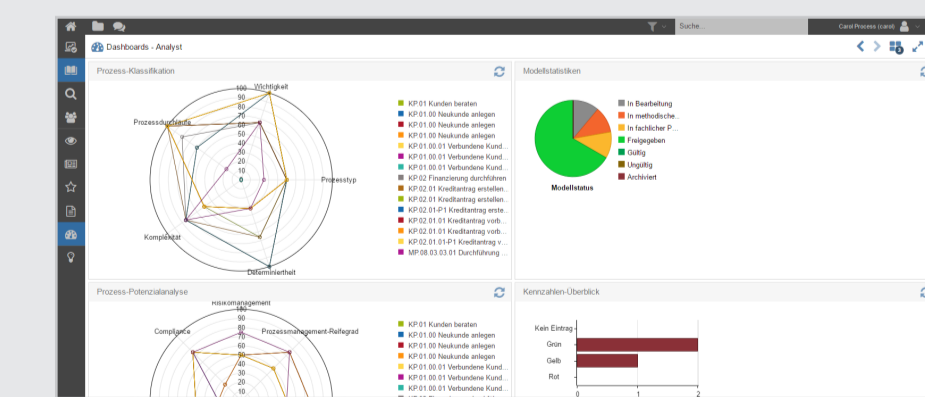 Suche...
Carol Process (carol)
Dashboards - Analyst
3
Prozess-Klassifikation
100
90
80
70
60
50
40
30
20
10
0
Wichtigkeit
Prozessdurchläufe
Prozesstyp
Komplexität
Determiniertheit
KP.01 Kunden beraten
KP.01.00 Neukunde anlegen
KP.01.00 Neukunde anlegen
KP.01.00 Neukunde anlegen
KP.01.00.01 Verbundene Kund...
KP.01.00.01 Verbundene Kund...
KP.01.00.01 Verbundene Kund...
KP.02 Finanzierung durchführen
KP.02.01 Kreditantrag erstellen...
KP.02.01 Kreditantrag erstellen...
KP.02.01-P1 Kreditantrag erste...
KP.02.01.01 Kreditantrag vorb...
KP.02.01.01 Kreditantrag vorb...
KP.02.01.01-P1 Kreditantrag v...
MP.08.03.03.01 Durchführung ...
Modellstatistiken
In Bearbeitung
In methodische...
In fachlicher P...
Freigegeben
Gültig
Ungültig
Archiviert
Modellstatus
Prozess-Potenzialanalyse
Risikomanagement
100
90
80
70
60
50
40
30
20
10
Compliance
Prozessmanagement-Reifegrad
KP.01 Kunden beraten
KP.01.00 Neukunde anlegen
KP.01.00 Neukunde anlegen
KP.01.00 Neukunde anlegen
KP.01.00.01 Verbundene Kund...
KP.01.00.01 Verbundene Kund...
KP.01.00.01 Verbundene Kund...
Kennzahlen-Überblick
Kein Eintrag
Grün
Gelb
Rot
0
1
2